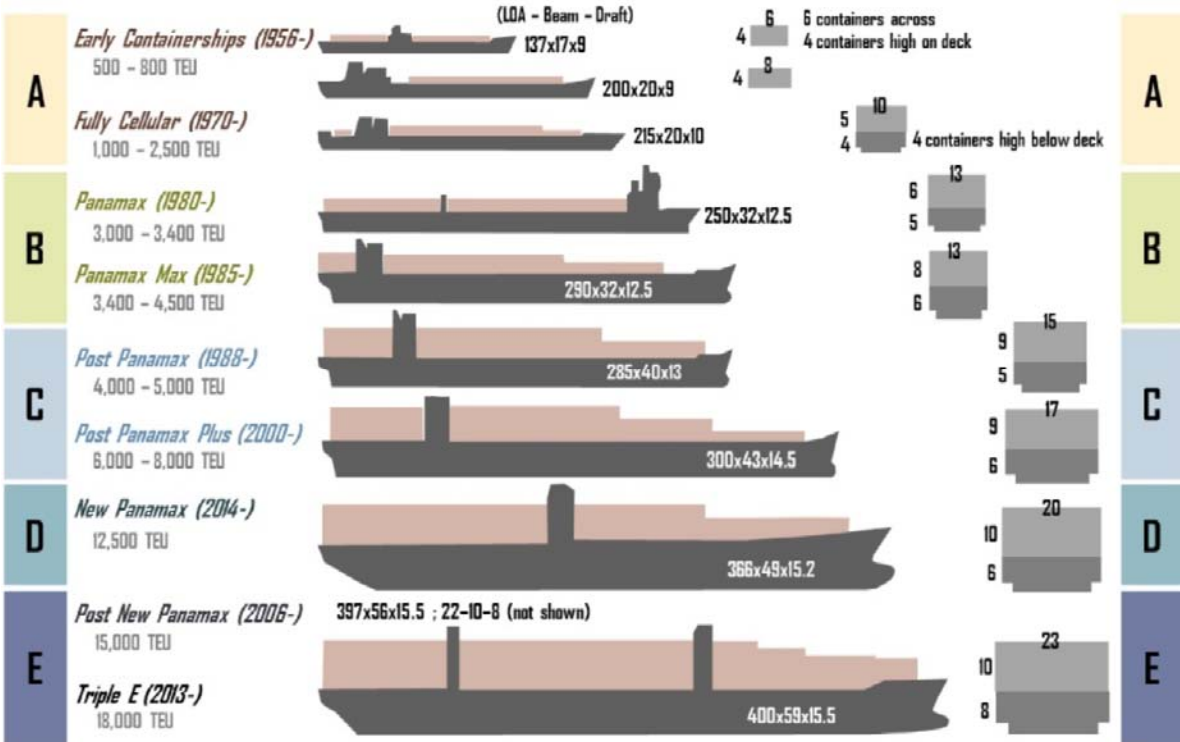 (LOA – Beam – Draft)
A
Early Containerships (1956-)
500 – 800 TEU
137x17x9
6
4
6 containers across
4 containers high on deck
A
200x20x9
8
4
Fully Cellular (1970-)
1,000 – 2,500 TEU
215x20x10
10
5
4
4 containers high below deck
B
Panamax (1980-)
3,000 – 3,400 TEU
250x32x12.5
13
6
5
B
Panamax Max (1985-)
3,400 – 4,500 TEU
290x32x12.5
13
8
6
C
Post Panamax (1988-)
4,000 – 5,000 TEU
285x40x13
15
9
5
C
Post Panamax Plus (2000-)
6,000 – 8,000 TEU
300x43x14.5
17
9
6
D
New Panamax (2014-)
12,500 TEU
366x49x15.2
20
10
6
D
E
Post New Panamax (2006-)
15,000 TEU
397x56x15.5 ; 22-10-8 (not shown)
Triple E (2013-)
18,000 TEU
400x59x15.5
23
10
8
E